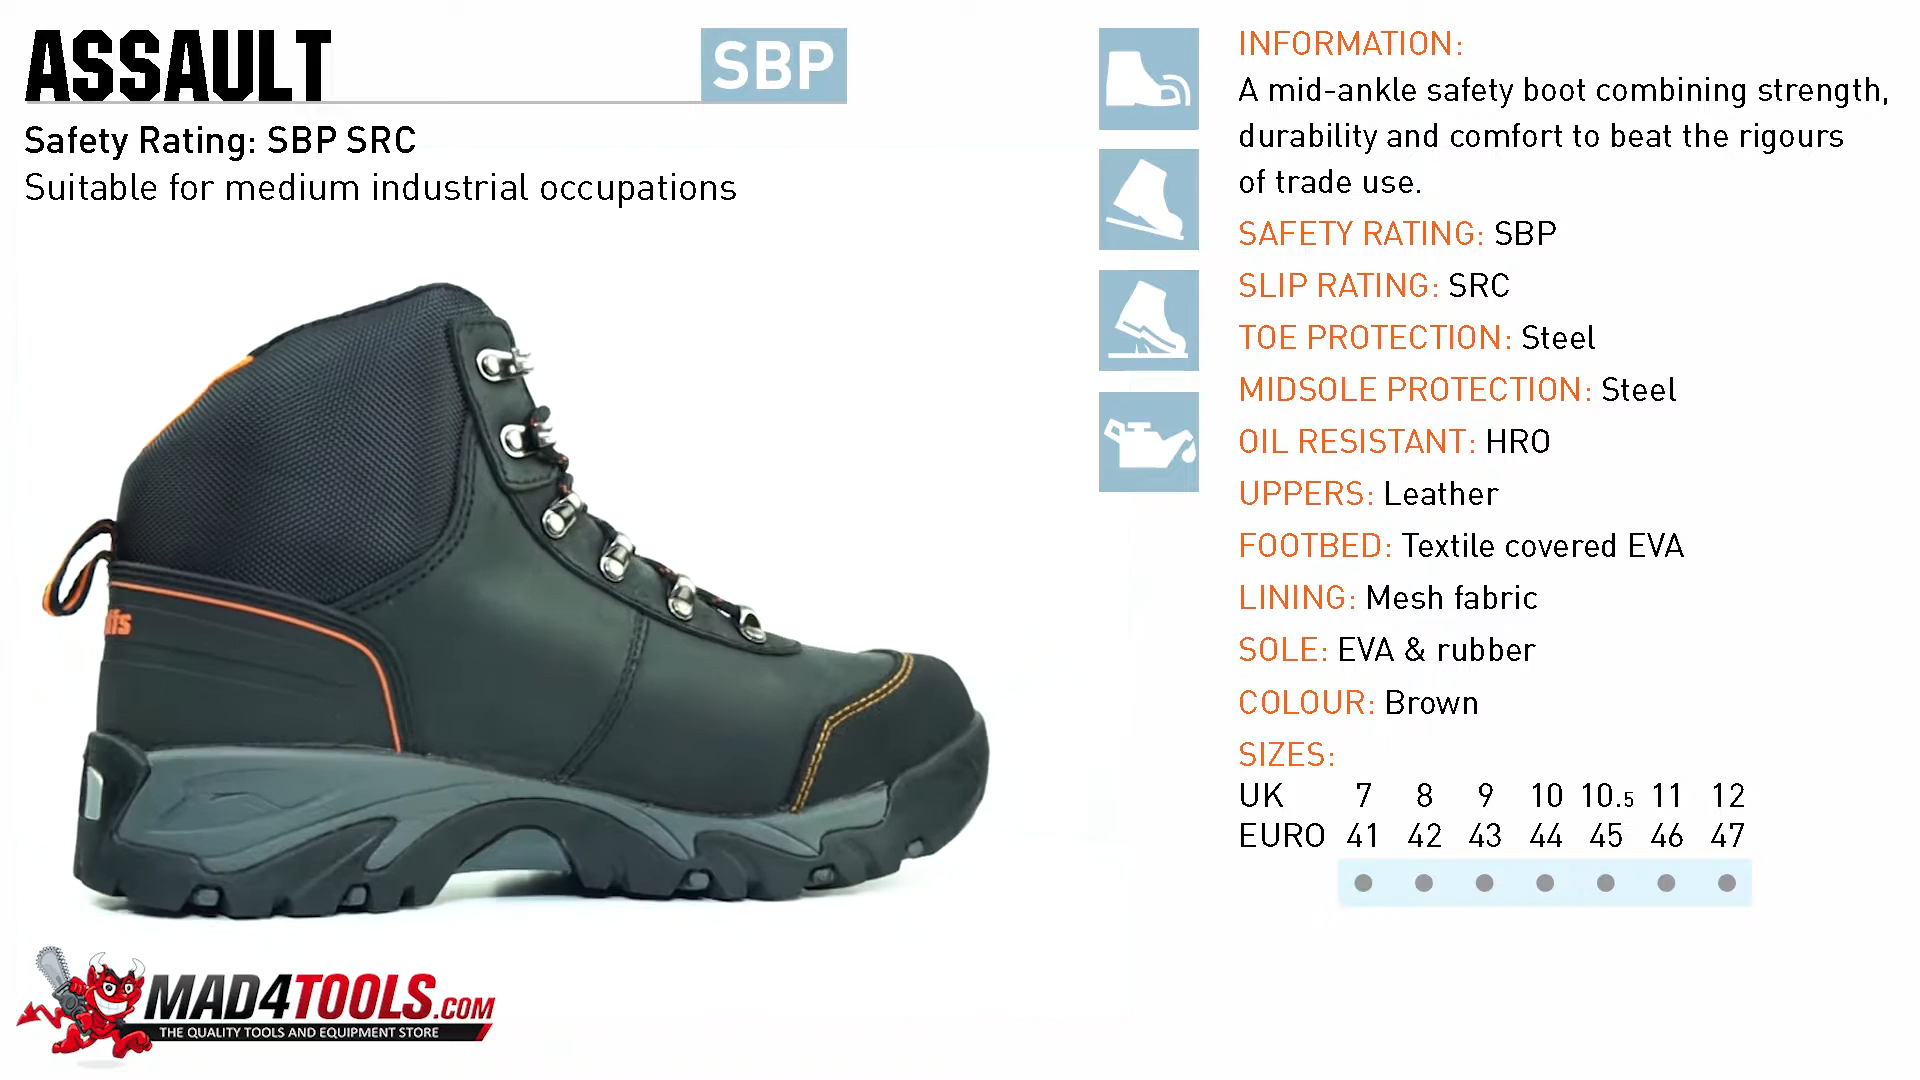 ASSAULT
SBP
Safety Rating: SBP SRC
Suitable for medium industrial occupations
INFORMATION:
A mid-ankle safety boot combining strength,
durability and comfort to beat the rigours
of trade use.
SAFETY RATING: SBP
SLIP RATING: SRC
TOE PROTECTION: Steel
MIDSOLE PROTECTION: Steel
OIL RESISTANT: HRO
UPPERS: Leather
FOOTBED: Textile covered EVA
LINING: Mesh fabric
SOLE: EVA & rubber
COLOUR: Brown
SIZES:
UK 7 8 9 10 10.5 11 12
EURO 41 42 43 44 45 46 47
MAD4TOOLS.COM
THE QUALITY TOOLS AND EQUIPMENT STORE